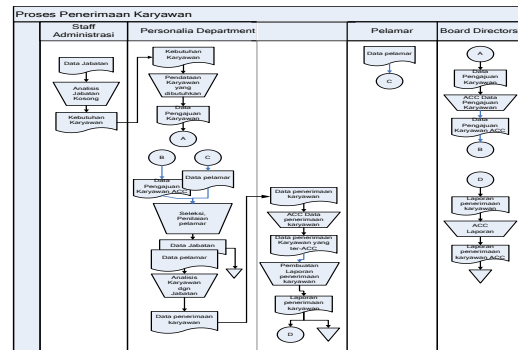 Proses Penerimaan Karyawan
Staff
Administrasi
Personalia Department
Pelamar
Board Directors
Data Jabatan
Analisis
Jabatan
Kosong
Kebutuhan
Karyawan
Kebutuhan
Karyawan
Pendataan
Karyawan
yang
dibutuhkan
Data
Pengajuan
Karyawan
A
B
C
Data
Pengajuan
Karyawan ACC
Data pelamar
Seleksi,
Penilaian
pelamar
Data Jabatan
Data pelamar
Analisis
Karyawan
dgn
Jabatan
Data penerimaan
karyawan
Data penerimaan
karyawan
ACC Data
penerimaan
karyawan
Data penerimaan
Karyawan yang
ter-ACC
Pembuatan
Laporan
penerimaan
karyawan
Laporan
penerimaan
karyawan
D
Data pelamar
C
A
Data
Pengajuan
Karyawan
ACC Data
Pengajuan
Karyawan
Data
Pengajuan
Karyawan ACC
B
D
Laporan
penerimaan
karyawan
ACC
Laporan
Laporan
penerimaan
karyawan ACC